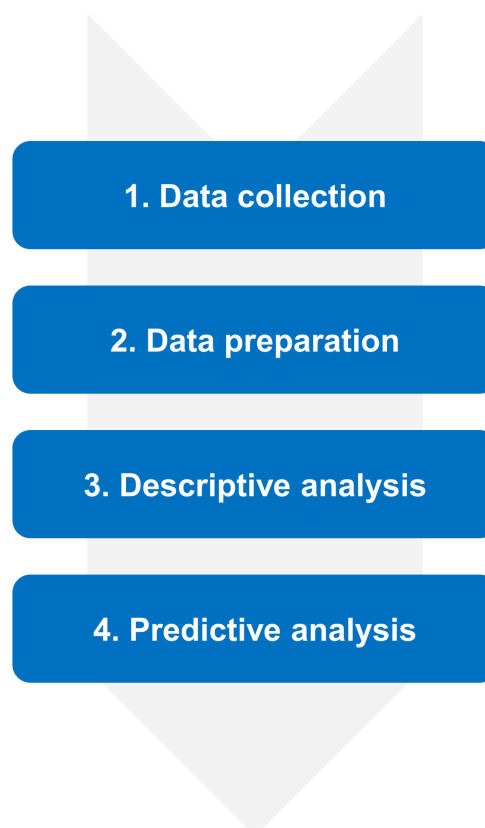 1. Data collection
2. Data preparation
3. Descriptive analysis
4. Predictive analysis